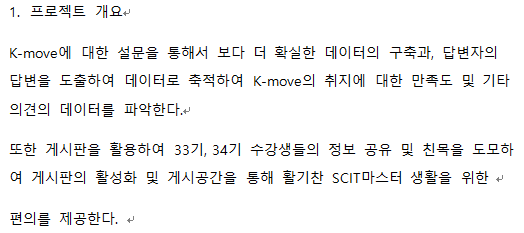 1. 프로젝트 개요
K-move에 대한 설문을 통해서 보다 더 확실한 데이터의 구축과, 답변자의
답변을 도출하여 데이터로 축적하여 K-move의 취지에 대한 만족도 및 기타
의견의 데이터를 파악한다.
또한 게시판을 활용하여 33기, 34기 수강생들의 정보 공유 및 친목을 도모하
여 게시판의 활성화 및 게시공간을 통해 활기찬 SCIT마스터 생활을 위한
편의를 제공한다.